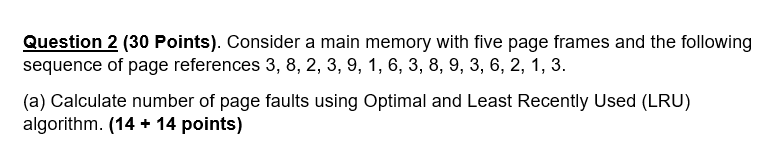 Question 2 (30 Points). Consider a main memory with five page frames and the following
sequence of page references 3, 8, 2, 3, 9, 1, 6, 3, 8, 9, 3, 6, 2, 1, 3.
(a) Calculate number of page faults using Optimal and Least Recently Used (LRU)
algorithm. (14 + 14 points)